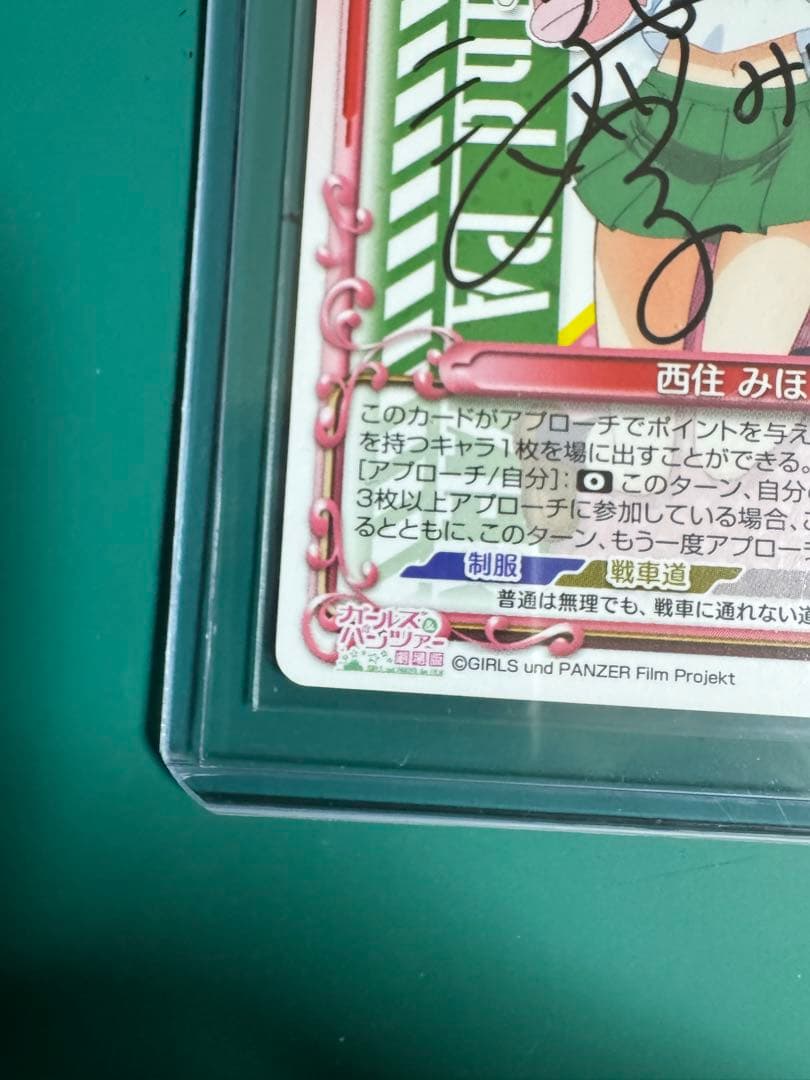 und PA
み
西住 みほ
このカードがアプローチでポイントを与え
を持つキャラ1枚を場に出すことができる。
[アプローチ/自分]: このターン、自分
3枚以上アプローチに参加している場合、
るとともに、このターン、もう一度アプローチ
制服 戦車道
普通は無理でも、戦車に通れない道
ガールズ&パンツァー
劇場版
©GIRLS und PANZER Film Projekt